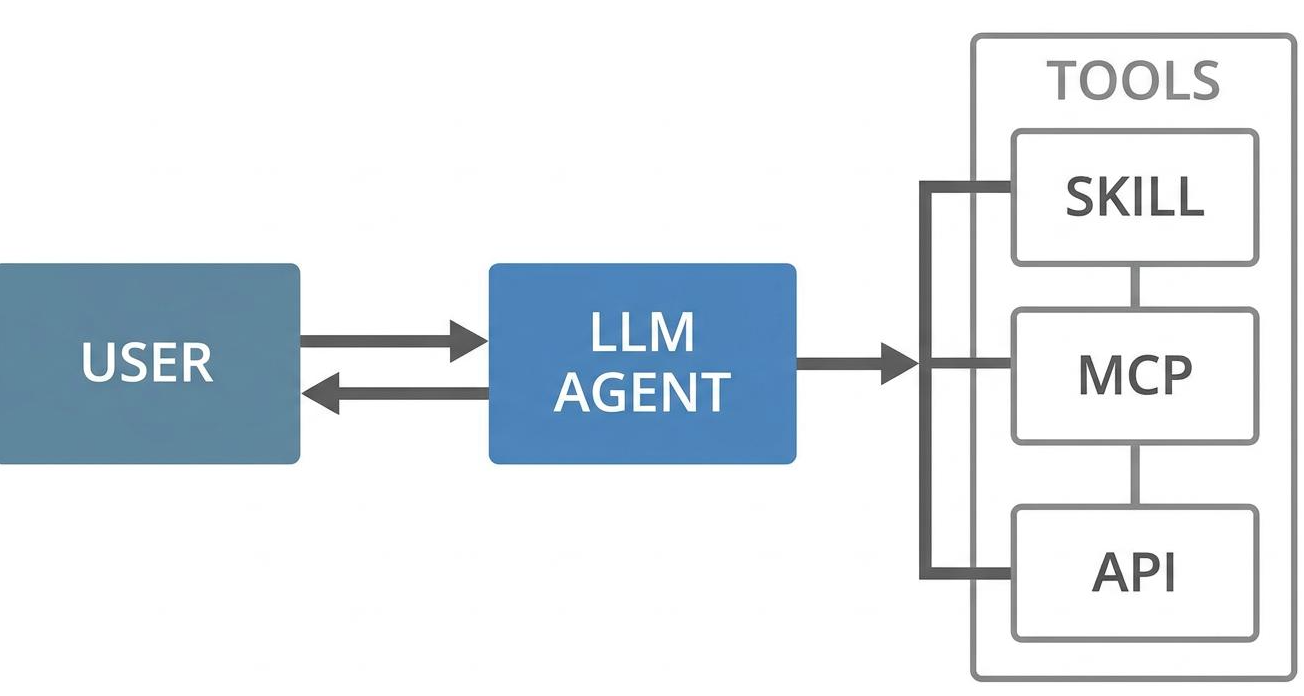 USER
LLM
AGENT
TOOLS
SKILL
MCP
API